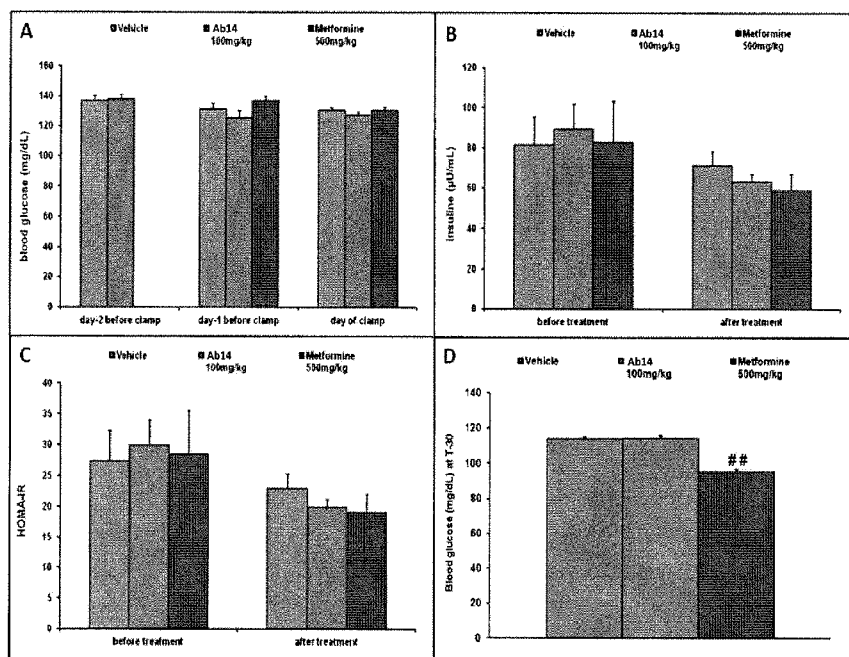 A
Vehicle Ab14 Metformine
100mg/kg 500mg/kg
blood glucose (mg/dL)
160
140
120
100
80
60
40
20
0
day-2 before clamp day-1 before clamp day of clamp
B
Vehicle Ab14 Metformine
100mg/kg 500mg/kg
insuline (µU/mL)
120
100
80
60
40
20
0
before treatment after treatment
C
Vehicle Ab14 Metformine
100mg/kg 500mg/kg
HOMA-IR
40
35
30
25
20
15
10
5
0
before treatment after treatment
D
Vehicle Ab14 Metformine
100mg/kg 500mg/kg
Blood glucose (mg/dL) at T-30
140
120
100
80
60
40
20
0
##